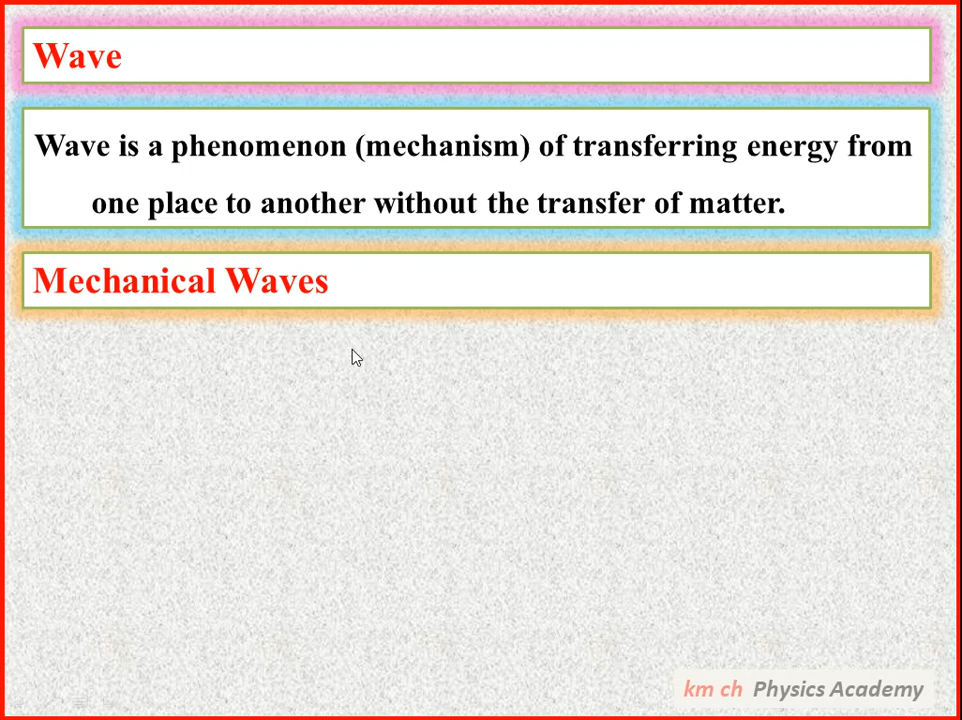 Wave
Wave is a phenomenon (mechanism) of transferring energy from
one place to another without the transfer of matter.
Mechanical Waves
km ch Physics Academy